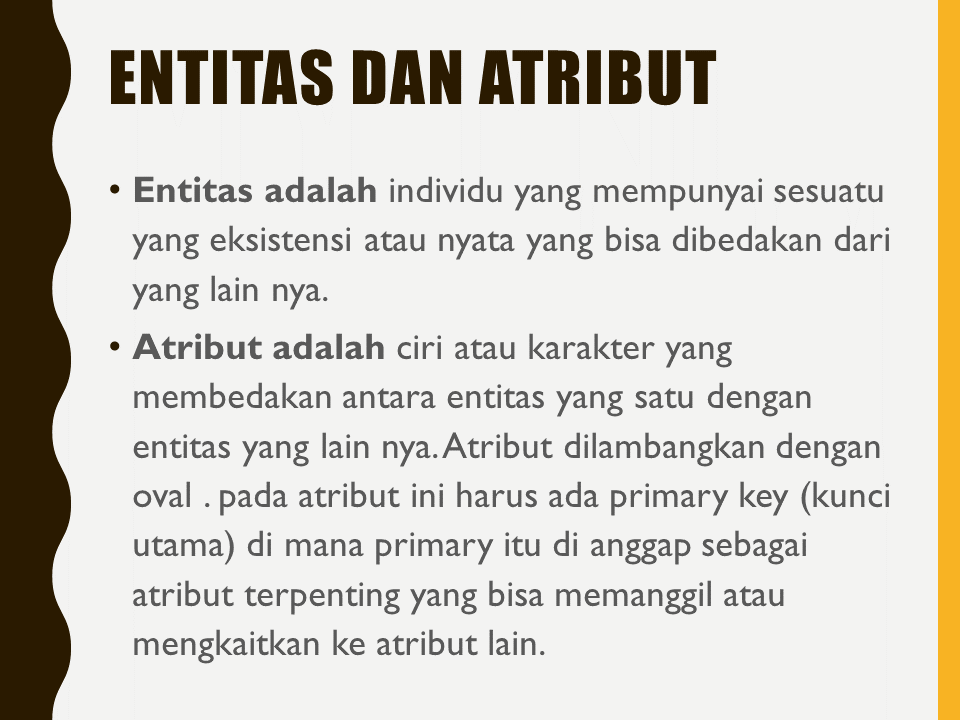 ENTITAS DAN ATRIBUT
• Entitas adalah individu yang mempunyai sesuatu
yang eksistensi atau nyata yang bisa dibedakan dari
yang lain nya.
• Atribut adalah ciri atau karakter yang
membedakan antara entitas yang satu dengan
entitas yang lain nya. Atribut dilambangkan dengan
oval . pada atribut ini harus ada primary key (kunci
utama) di mana primary itu di anggap sebagai
atribut terpenting yang bisa memanggil atau
mengkaitkan ke atribut lain.